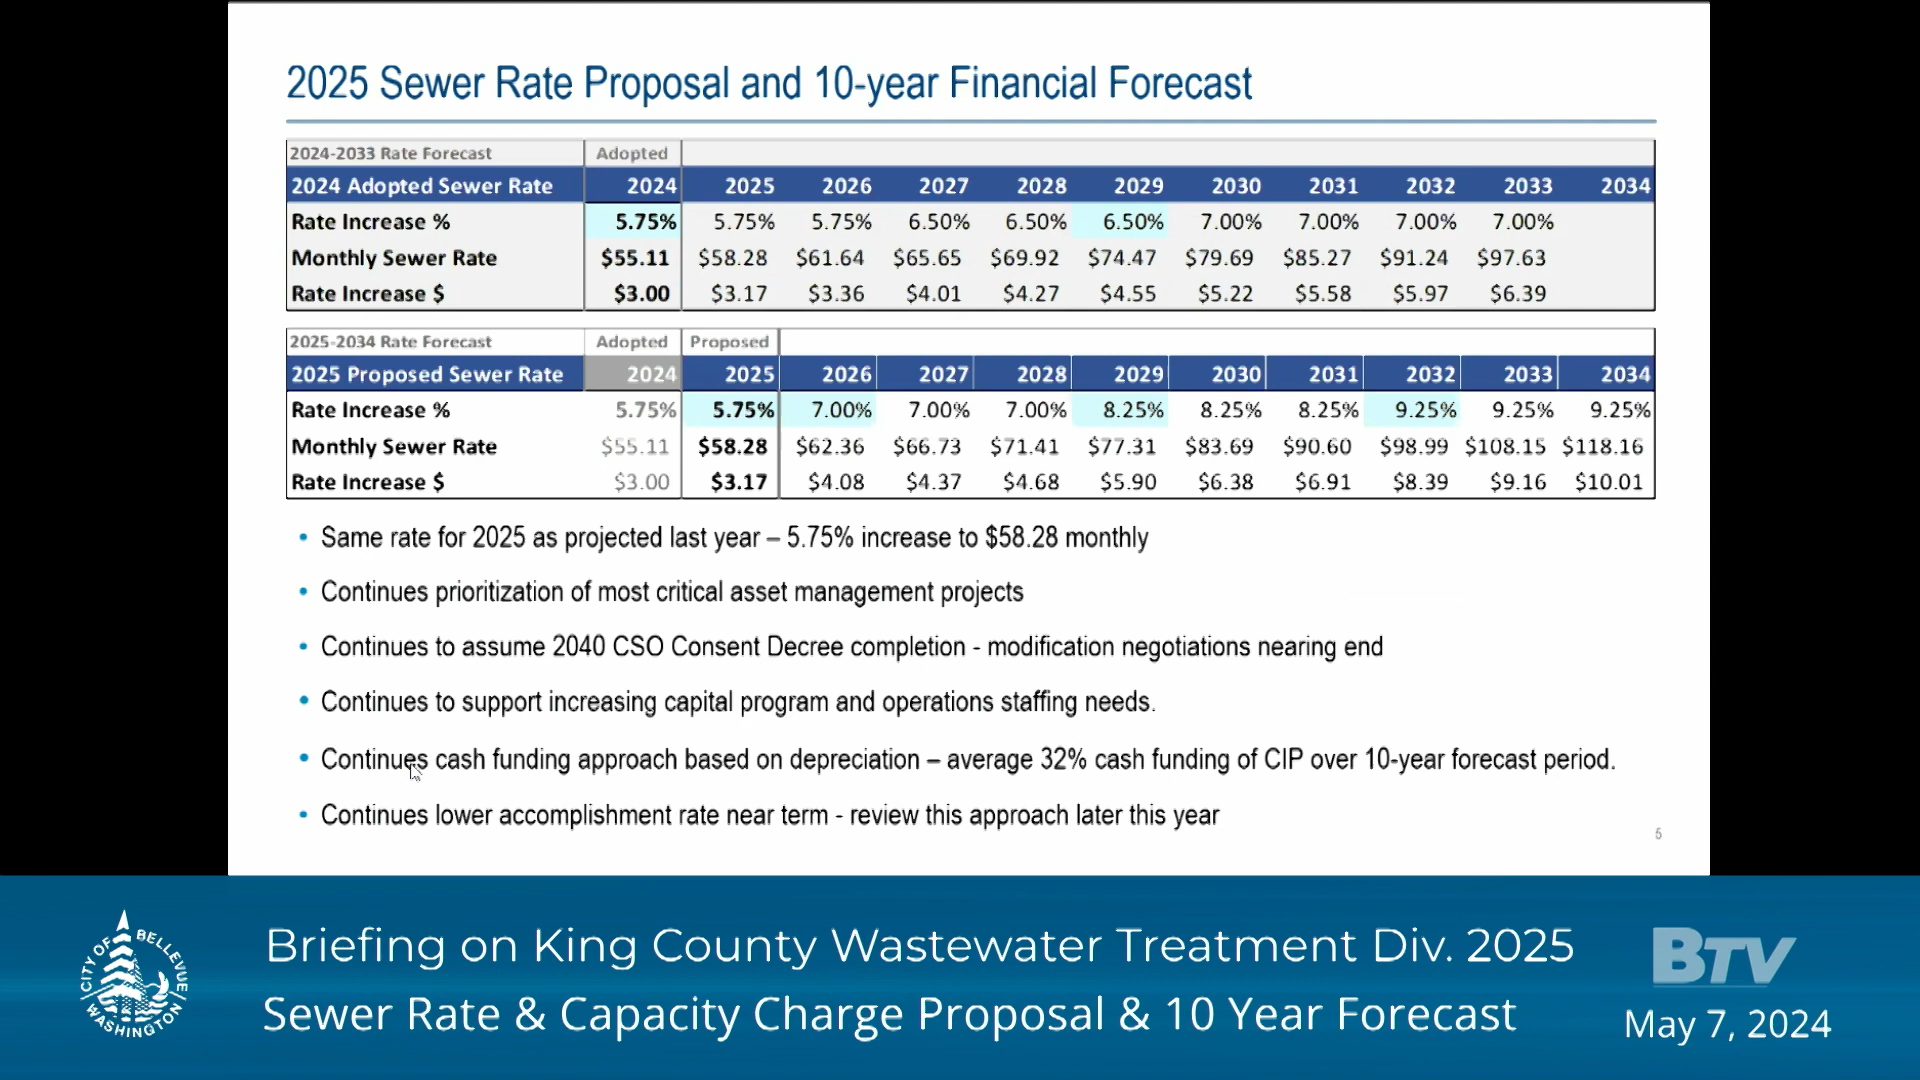 2025 Sewer Rate Proposal and 10-year Financial Forecast
2024-2033 Rate Forecast Adopted
2024 Adopted Sewer Rate 2024 2025 2026 2027 2028 2029 2030 2031 2032 2033 2034
Rate Increase % 5.75% 5.75% 5.75% 6.50% 6.50% 6.50% 7.00% 7.00% 7.00% 7.00%
Monthly Sewer Rate $55.11 $58.28 $61.64 $65.65 $69.92 $74.47 $79.69 $85.27 $91.24 $97.63
Rate Increase $ $3.00 $3.17 $3.36 $4.01 $4.27 $4.55 $5.22 $5.58 $5.97 $6.39
2025-2034 Rate Forecast Adopted Proposed
2025 Proposed Sewer Rate 2024 2025 2026 2027 2028 2029 2030 2031 2032 2033 2034
Rate Increase % 5.75% 5.75% 7.00% 7.00% 7.00% 8.25% 8.25% 8.25% 9.25% 9.25% 9.25%
Monthly Sewer Rate $55.11 $58.28 $62.36 $66.73 $71.41 $77.31 $83.69 $90.60 $98.99 $108.15 $118.16
Rate Increase $ $3.00 $3.17 $4.08 $4.37 $4.68 $5.90 $6.38 $6.91 $8.39 $9.16 $10.01
• Same rate for 2025 as projected last year – 5.75% increase to $58.28 monthly
• Continues prioritization of most critical asset management projects
• Continues to assume 2040 CSO Consent Decree completion - modification negotiations nearing end
• Continues to support increasing capital program and operations staffing needs.
• Continues cash funding approach based on depreciation – average 32% cash funding of CIP over 10-year forecast period.
• Continues lower accomplishment rate near term - review this approach later this year
5
CITY OF BELLEVUE
WASHINGTON
Briefing on King County Wastewater Treatment Div. 2025
Sewer Rate & Capacity Charge Proposal & 10 Year Forecast
BTV
May 7, 2024